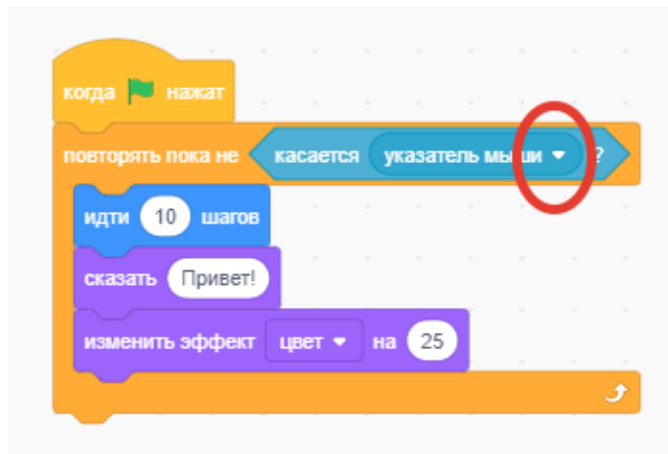 когда нажат
повторять пока не касается указатель мыши ?
идти 10 шагов
сказать Привет!
изменить эффект цвет на 25